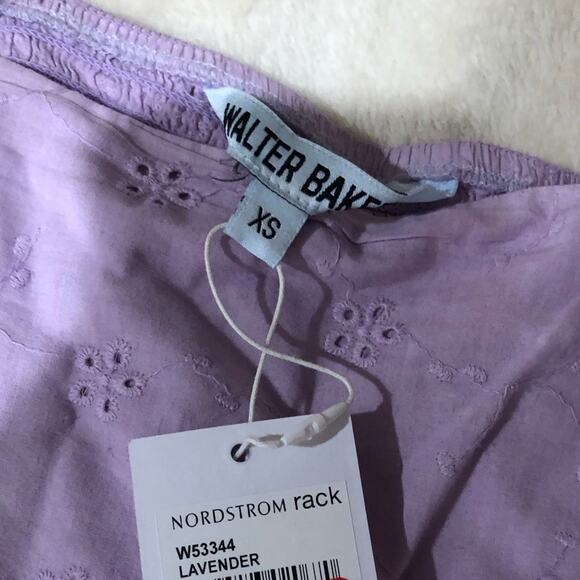 WALTER BAKE
XS
NORDSTROM rack
W53344
LAVENDER